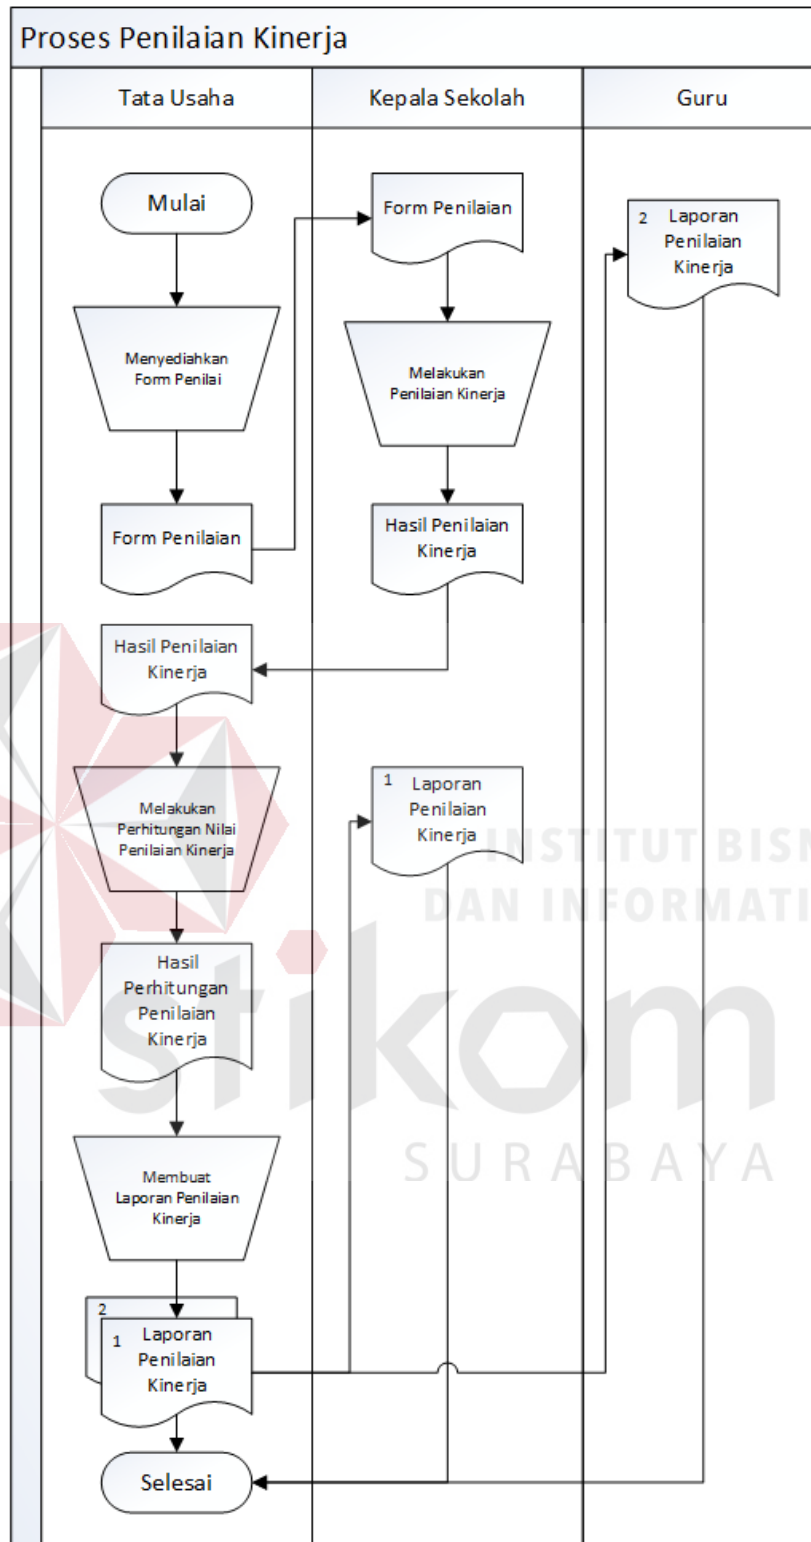 Proses Penilaian Kinerja
Tata Usaha
Kepala Sekolah
Guru
Mulai
Menyediahkan
Form Penilai
Form Penilaian
Form Penilaian
Melakukan
Penilaian Kinerja
Hasil Penilaian
Kinerja
2 Laporan
Penilaian
Kinerja
Hasil Penilaian
Kinerja
Melakukan
Perhitungan Nilai
Penilaian Kinerja
1 Laporan
Penilaian
Kinerja
Hasil
Perhitungan
Penilaian
Kinerja
Membuat
Laporan Penilaian
Kinerja
2
1 Laporan
Penilaian
Kinerja
Selesai
INSTITUT BISN
DAN INFORMATI
stikom
SURABAYA